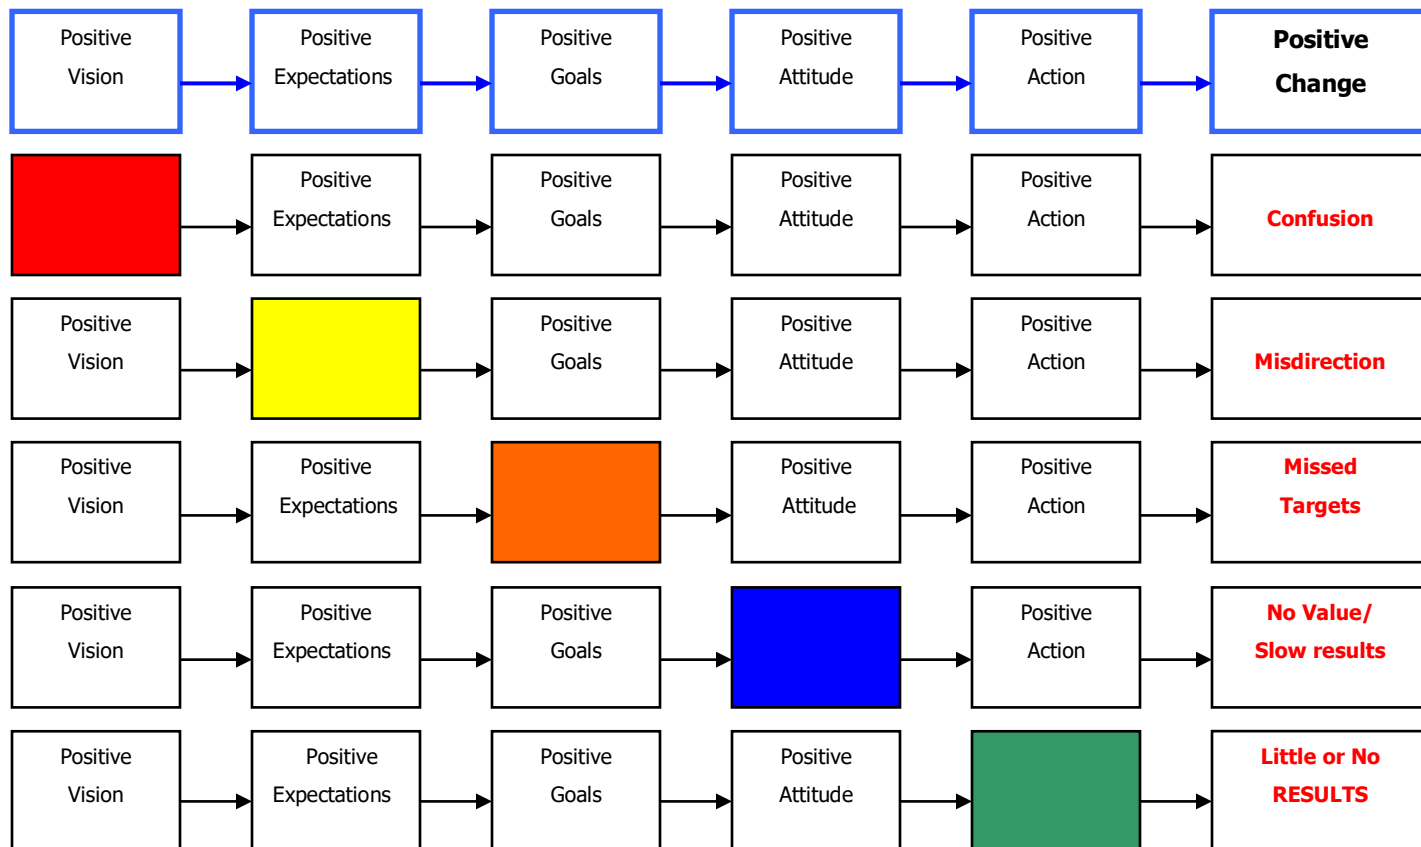 Positive
Vision
Positive
Expectations
Positive
Goals
Positive
Attitude
Positive
Action
Positive
Change
Positive
Expectations
Positive
Goals
Positive
Attitude
Positive
Action
Confusion
Positive
Vision
Positive
Goals
Positive
Attitude
Positive
Action
Misdirection
Positive
Vision
Positive
Expectations
Positive
Attitude
Positive
Action
Missed
Targets
Positive
Vision
Positive
Expectations
Positive
Goals
Positive
Action
No Value/
Slow results
Positive
Vision
Positive
Expectations
Positive
Goals
Positive
Attitude
Little or No
RESULTS